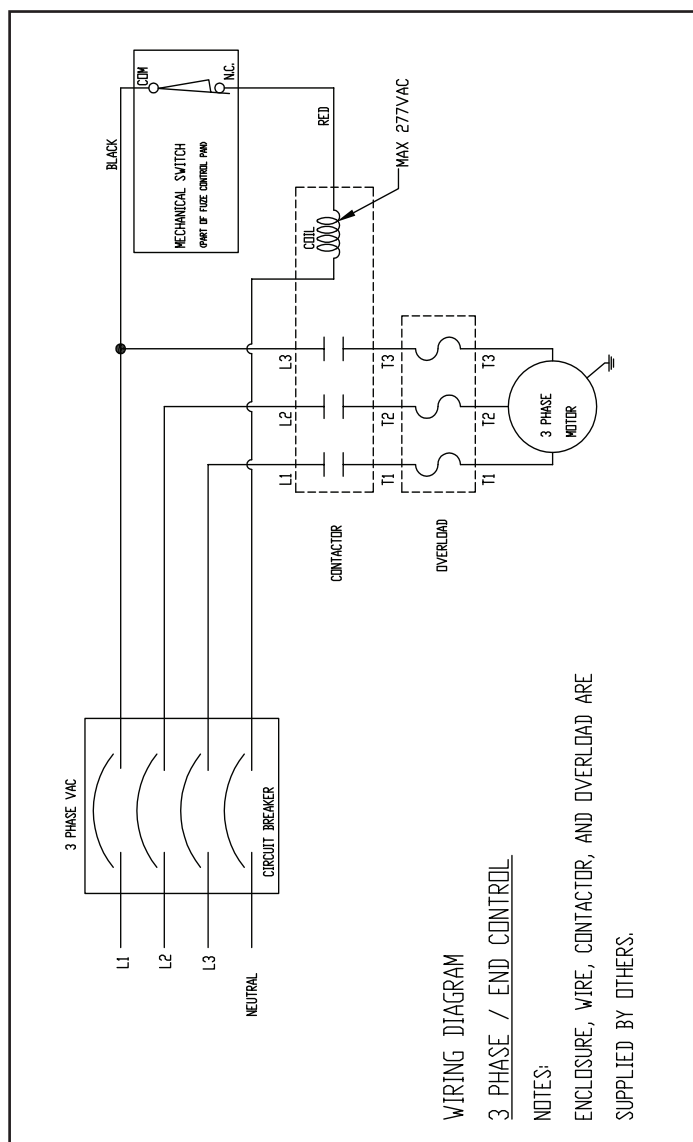 3 PHASE VAC
L1
L2
L3
NEUTRAL
CIRCUIT BREAKER
BLACK
COM
N.C.
MECHANICAL SWITCH
(PART OF FUZE CONTROL PAN)
RED
MAX 277VAC
COIL
L3
L2
L1
CONTACTOR
T3
T2
T1
OVERLOAD
T3
T2
T1
3 PHASE
MOTOR
WIRING DIAGRAM
3 PHASE / END CONTROL
NOTES:
ENCLOSURE, WIRE, CONTACTOR, AND OVERLOAD ARE
SUPPLIED BY OTHERS.